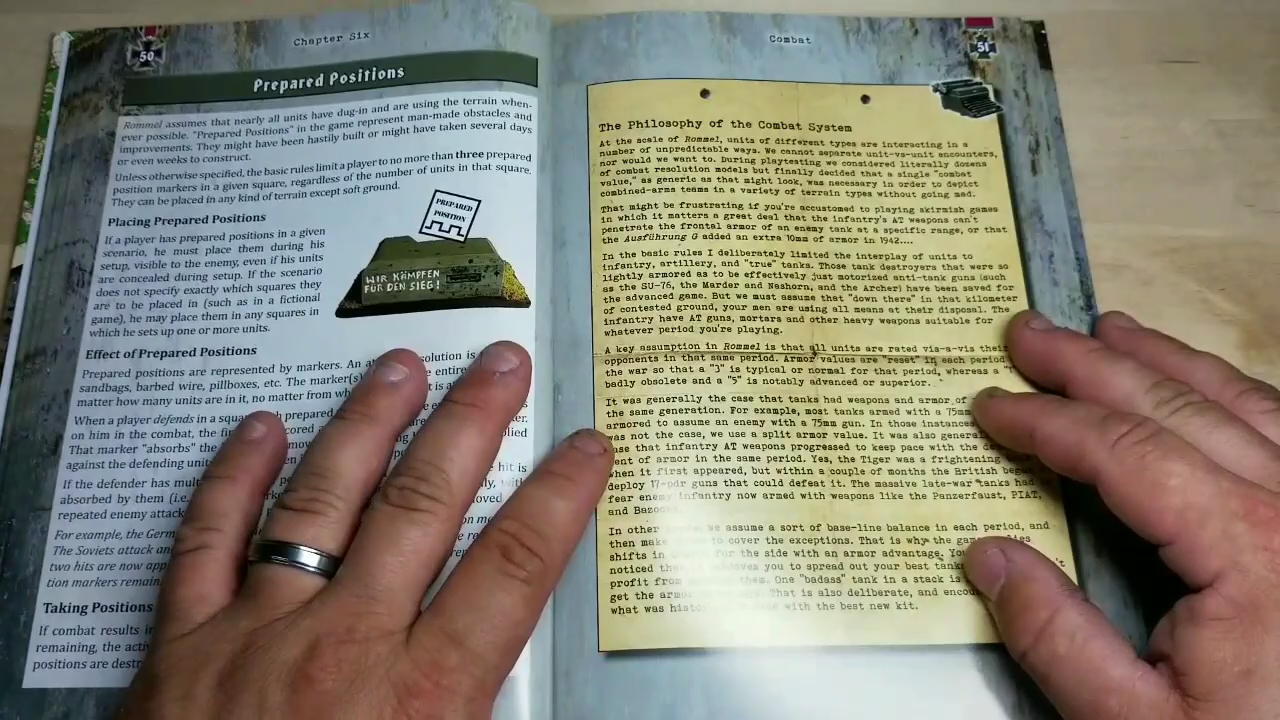 50
Chapter Six
Prepared Positions
Rommel assumes that nearly all units have dug-in and are using the terrain when-
ever possible. "Prepared Positions" in the game represent man-made obstacles and
improvements. They might have been hastily built or might have taken several days
or even weeks to construct.
Unless otherwise specified, the basic rules limit a player to no more than three prepared
position markers in a given square, regardless of the number of units in that square.
They can be placed in any kind of terrain except soft ground.
Placing Prepared Positions
If a player has prepared positions in a given
scenario, he must place them during his
setup, visible to the enemy, even if his units
are concealed during setup. If the scenario
does not specify exactly which squares they
are to be placed in (such as in a fictional
game), he may place them in any squares in
which he sets up one or more units.
PREPARED
POSITION
WIR KÄMPFEN
FÜR DEN SIEG!
Effect of Prepared Positions
Prepared positions are represented by markers. An
sandbags, barbed wire, pillboxes, etc. The marker(s)
matter how many units are in it, no matter from
When a player defends in a
on him in the combat, the
That marker "absorbs" the
against the defending
If the defender has
absorbed by them (i.e.
repeated enemy
For example, the
The Soviets attack
two hits are now
tion markers
Taking Positions
If combat results
remaining, the
positions are
Combat
51
The Philosophy of the Combat System
At the scale of Rommel, units of different types are interacting in a
number of unpredictable ways. We cannot separate unit-vs-unit encounters,
nor would we want to. During playtesting we considered literally dozens
of combat resolution models but finally decided that a single "combat
value," as generic as that might look, was necessary in order to depict
combined-arms teams in a variety of terrain types without going mad.
That might be frustrating if you're accustomed to playing skirmish games
in which it matters a great deal that the infantry's AT weapons can't
penetrate the frontal armor of an enemy tank at a specific range, or that
the Ausführung G added an extra 10mm of armor in 1942....
In the basic rules I deliberately limited the interplay of units to
infantry, artillery, and "true" tanks. Those tank destroyers that were so
lightly armored as to be effectively just motorized anti-tank guns (such
as the SU-76, the Marder and Nashorn, and the Archer) have been saved for
the advanced game. But we must assume that "down there" in that kilometer
of contested ground, your men are using all means at their disposal. The
infantry have AT guns, mortars and other heavy weapons suitable for
whatever period you're playing.
A key assumption in Rommel is that all units are rated vis-a-vis their
opponents in that same period. Armor values are "reset" in each period
the war so that a "3" is typical or normal for that period, whereas a
badly obsolete and a "5" is notably advanced or superior.
It was generally the case that tanks had weapons and armor of
the same generation. For example, most tanks armed with a 75mm
armored to assume an enemy with a 75mm gun. In those instances
was not the case, we use a split armor value. It was also
case that infantry AT weapons progressed to keep pace with the
ent of armor in the same period. Yes, the Tiger was a frightening
when it first appeared, but within a couple of months the British
deploy 17-pdr guns that could defeat it. The massive late-war tanks had
fear enemy infantry now armed with weapons like the Panzerfaust, PIAT,
and
In other we assume a sort of base-line balance in each period, and
then make to cover the exceptions. That is why the
shifts in for the side with an armor advantage.
noticed you to spread out your best
profit from them. One "badass" tank in a stack is
get the That is also deliberate, and
what was with the best new kit.